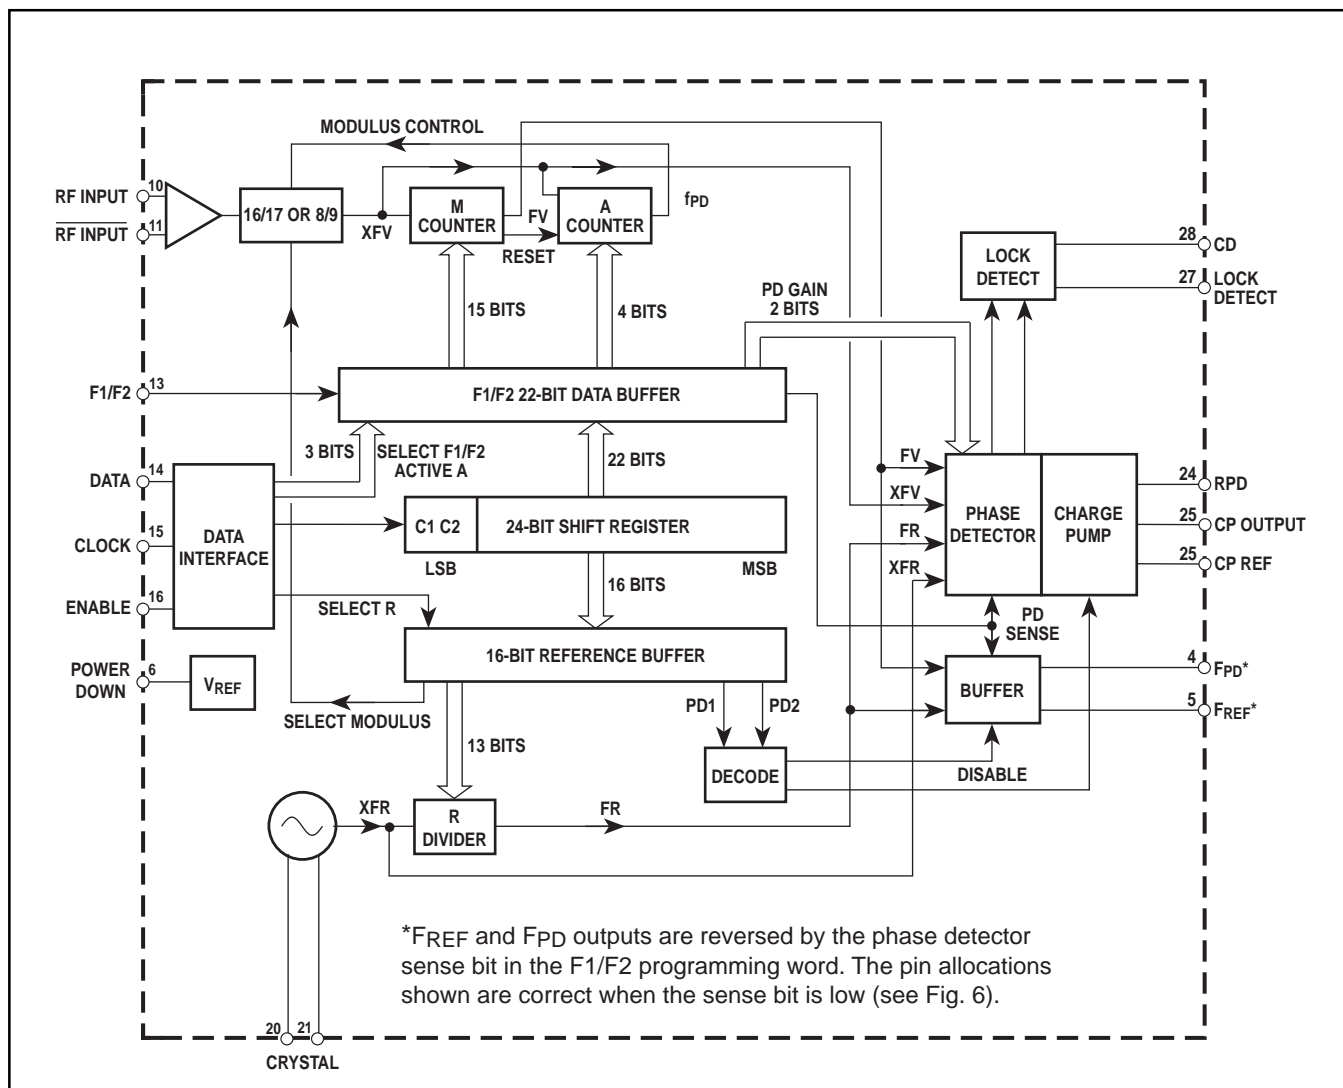 MODULUS CONTROL
RF INPUT
10
RF INPUT
11
16/17 OR 8/9
XFV
M
COUNTER
FV
RESET
A
COUNTER
fPD
LOCK
DETECT
28
CD
27
LOCK
DETECT
15 BITS
4 BITS
PD GAIN
2 BITS
F1/F2
13
F1/F2 22-BIT DATA BUFFER
3 BITS
SELECT F1/F2
ACTIVE A
22 BITS
DATA
14
CLOCK
15
ENABLE
16
DATA
INTERFACE
C1 C2
24-BIT SHIFT REGISTER
LSB
MSB
16 BITS
FV
XFV
FR
XFR
PHASE
DETECTOR
CHARGE
PUMP
24
RPD
25
CP OUTPUT
25
CP REF
SELECT R
16-BIT REFERENCE BUFFER
PD
SENSE
POWER
DOWN
6
VREF
SELECT MODULUS
13 BITS
PD1
PD2
DECODE
BUFFER
DISABLE
4
FPD*
5
FREF*
XFR
R
DIVIDER
FR
*FREF and FPD outputs are reversed by the phase detector
sense bit in the F1/F2 programming word. The pin allocations
shown are correct when the sense bit is low (see Fig. 6).
20
21
CRYSTAL